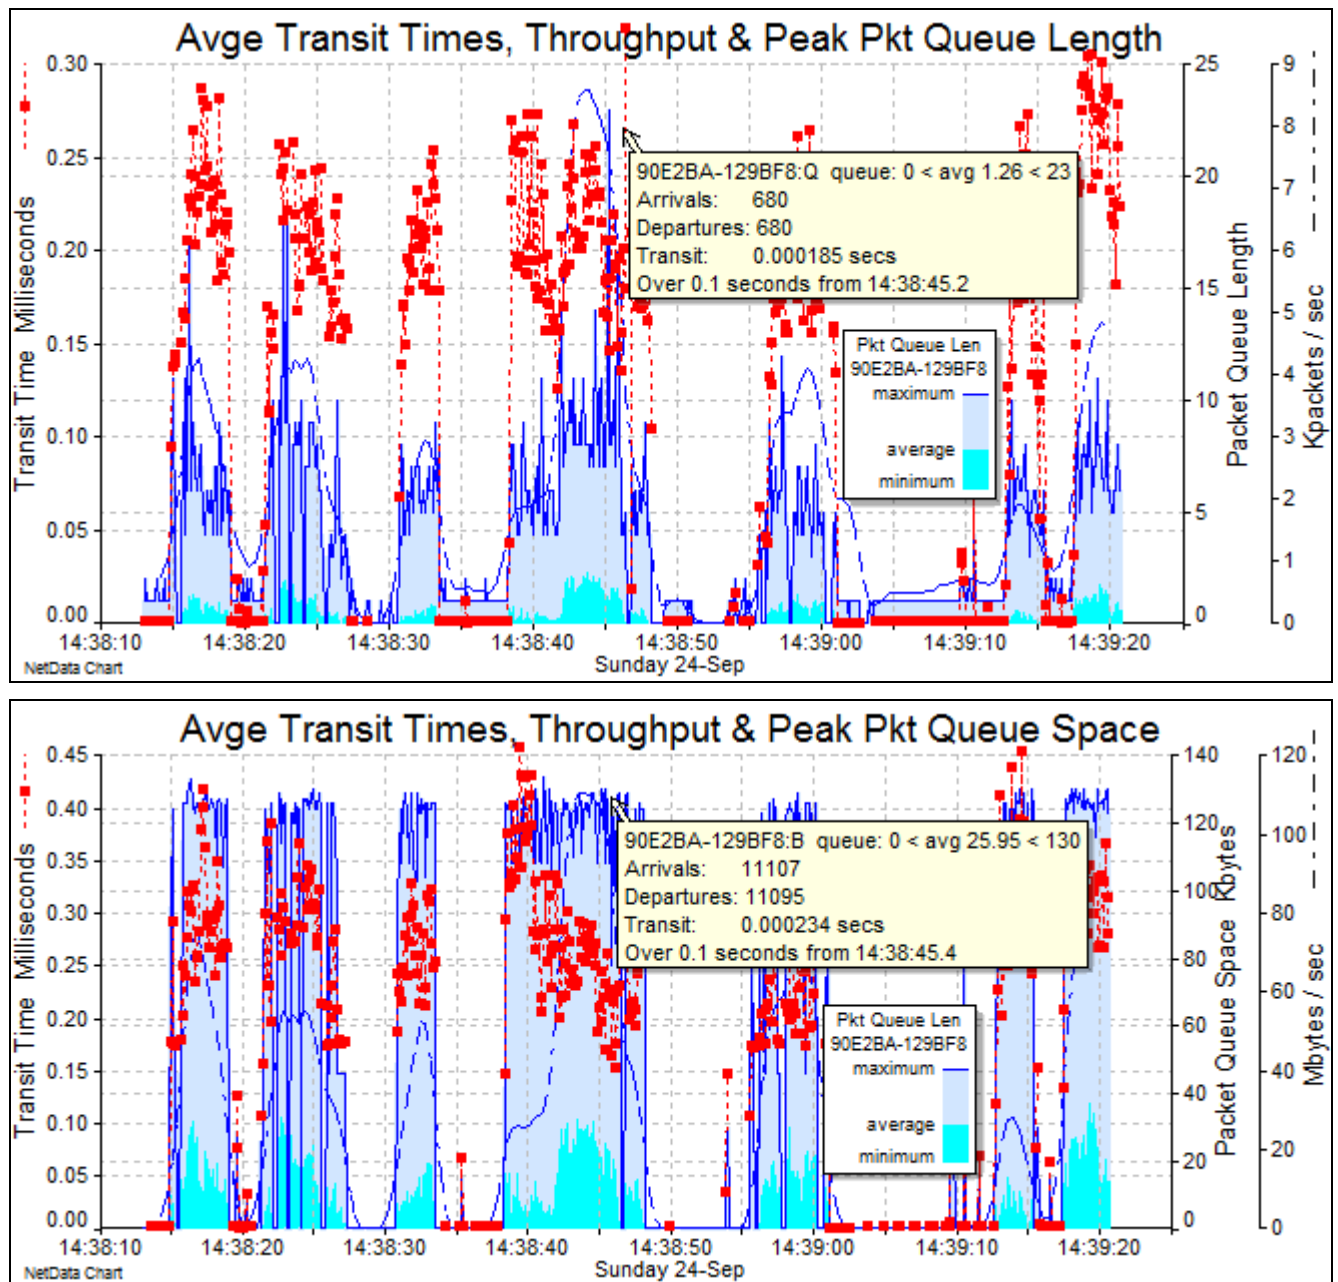 Avge Transit Times, Throughput & Peak Pkt Queue Length
Transit Time Milliseconds
0.30
0.25
0.20
0.15
0.10
0.05
0.00
25
20
15
10
5
0
Packet Queue Length
9
8
7
6
5
4
3
2
1
0
Kpackets / sec
90E2BA-129BF8:Q queue: 0 < avg 1.26 < 23
Arrivals: 680
Departures: 680
Transit: 0.000185 secs
Over 0.1 seconds from 14:38:45.2
Pkt Queue Len
90E2BA-129BF8
maximum
average
minimum
14:38:10 14:38:20 14:38:30 14:38:40 14:38:50 14:39:00 14:39:10 14:39:20
Sunday 24-Sep
NetData Chart
Avge Transit Times, Throughput & Peak Pkt Queue Space
Transit Time Milliseconds
0.45
0.40
0.35
0.30
0.25
0.20
0.15
0.10
0.05
0.00
140
120
100
80
60
40
20
0
Packet Queue Space Kbytes
120
100
80
60
40
20
0
Mbytes / sec
90E2BA-129BF8:B queue: 0 < avg 25.95 < 130
Arrivals: 11107
Departures: 11095
Transit: 0.000234 secs
Over 0.1 seconds from 14:38:45.4
Pkt Queue Len
90E2BA-129BF8
maximum
average
minimum
14:38:10 14:38:20 14:38:30 14:38:40 14:38:50 14:39:00 14:39:10 14:39:20
Sunday 24-Sep
NetData Chart